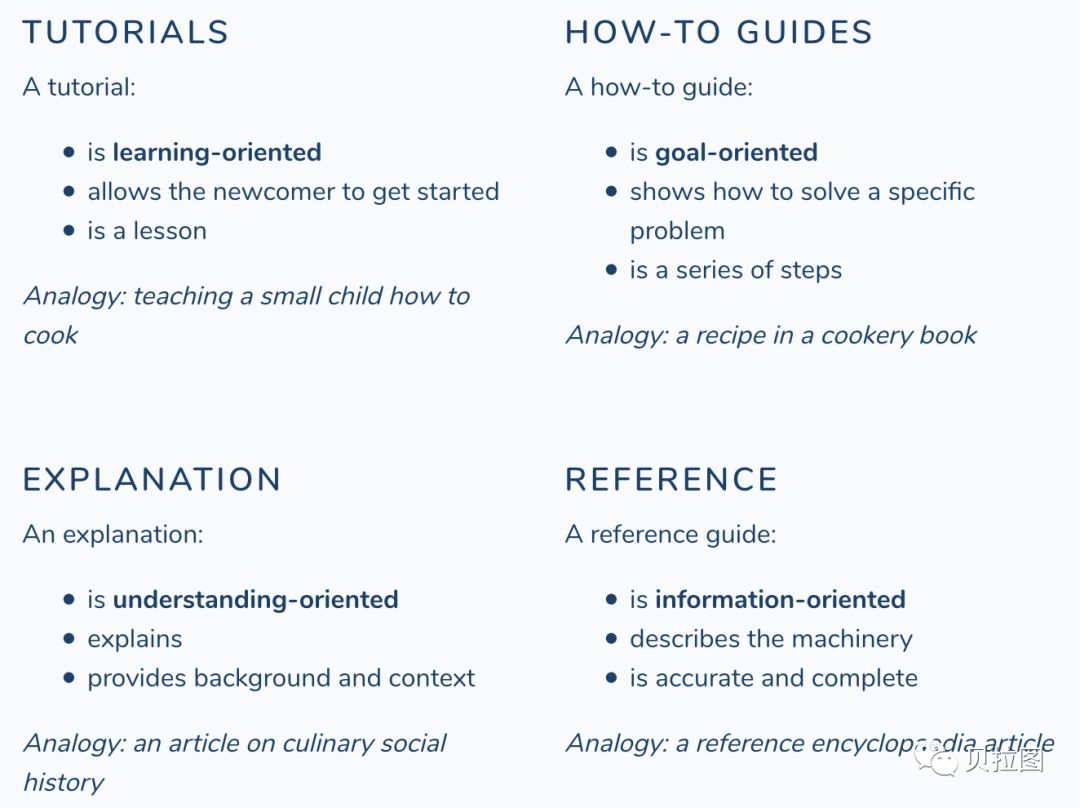 TUTORIALS
A tutorial:
is learning-oriented
allows the newcomer to get started
is a lesson
Analogy: teaching a small child how to
cook
HOW-TO GUIDES
A how-to guide:
is goal-oriented
shows how to solve a specific
problem
is a series of steps
Analogy: a recipe in a cookery book
EXPLANATION
An explanation:
is understanding-oriented
explains
provides background and context
Analogy: an article on culinary social
history
REFERENCE
A reference guide:
is information-oriented
describes the machinery
is accurate and complete
Analogy: a reference encyclopaedia article
贝拉图